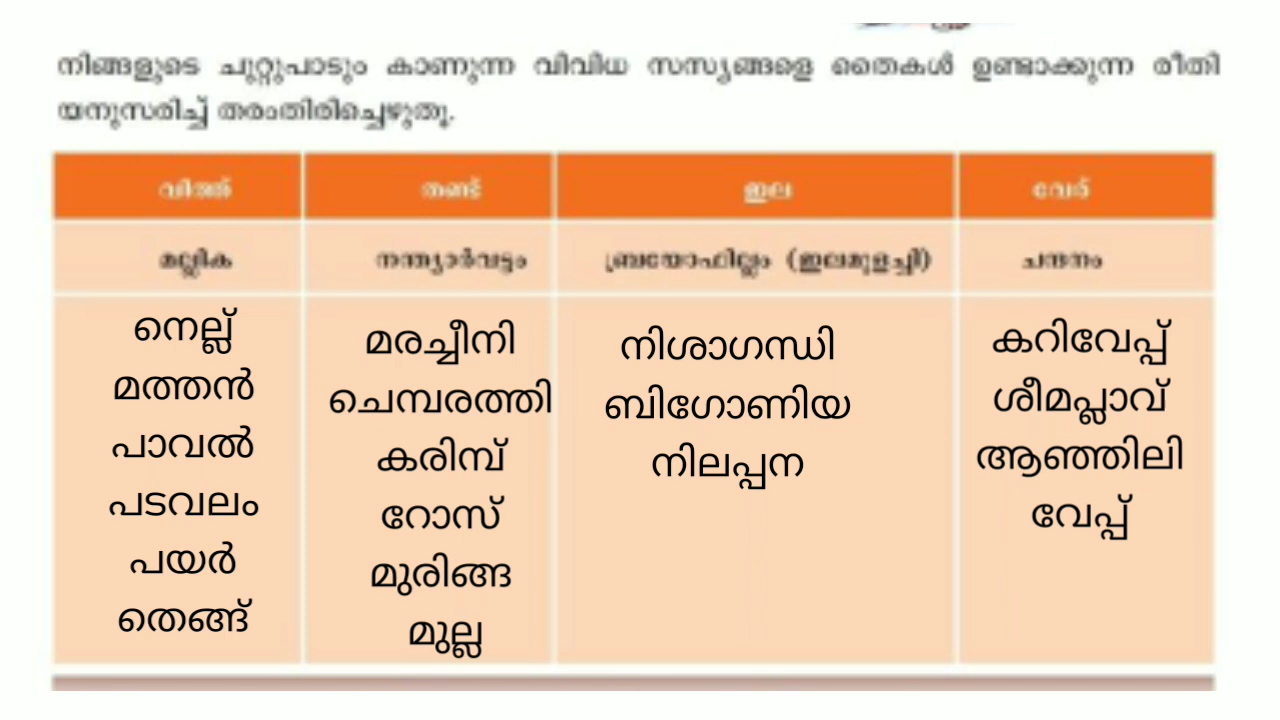 നിങ്ങളുടെ ചുറ്റുപാടും കാണുന്ന വിവിധ സസ്യങ്ങളെ തൈകൾ ഉണ്ടാക്കുന്ന രീതി
യനുസരിച്ച് തരംതിരിച്ചെഴുതൂ.
വിത്ത് തണ്ട് ഇല വേര്
മല്ലിക നന്ത്യാർവട്ടം ബ്രയോഫില്ലം (ഇലമുളച്ചി) ചന്ദനം
നെല്ല് മരച്ചീനി നിശാഗന്ധി കറിവേപ്പ്
മത്തൻ ചെമ്പരത്തി ബിഗോണിയ ശീമപ്ലാവ്
പാവൽ കരിമ്പ് നിലപ്പന ആഞ്ഞിലി
പടവലം റോസ് വേപ്പ്
പയർ മുരിങ്ങ
തെങ്ങ് മുല്ല